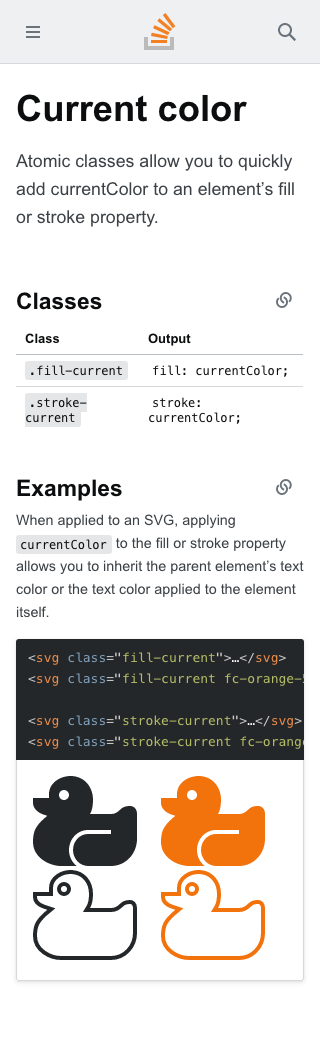 Current color
Atomic classes allow you to quickly
add currentColor to an element’s fill
or stroke property.
Classes
Class Output
.fill-current fill: currentColor;
.stroke- stroke:
current currentColor;
Examples
When applied to an SVG, applying
currentColor to the fill or stroke property
allows you to inherit the parent element’s text
color or the text color applied to the element
itself.
<svg class="fill-current">…</svg>
<svg class="fill-current fc-orange-
<svg class="stroke-current">…</svg>
<svg class="stroke-current fc-orang